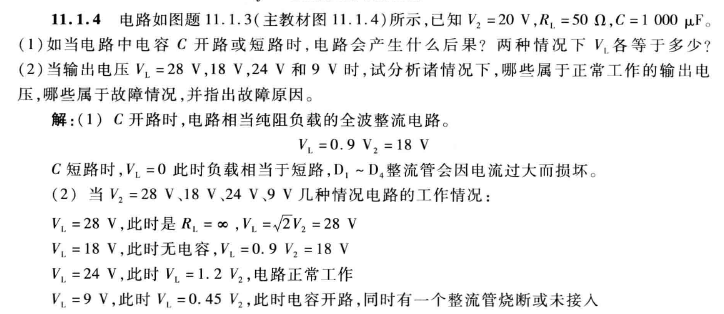 11.1.4 电路如图题 11.1.3(主教材图 11.1.4)所示,已知 V₂ =20 V,R_L =50 Ω,C=1 000 μF。
(1)如当电路中电容 C 开路或短路时,电路会产生什么后果? 两种情况下 V_L 各等于多少?
(2)当输出电压 V_L =28 V,18 V,24 V 和 9 V 时,试分析诸情况下,哪些属于正常工作的输出电
压,哪些属于故障情况,并指出故障原因。
解:(1) C 开路时,电路相当纯阻负载的全波整流电路。
V_L =0.9 V₂ =18 V
C 短路时,V_L =0 此时负载相当于短路,D₁ ~ D₄整流管会因电流过大而损坏。
(2) 当 V₂ =28 V、18 V、24 V、9 V 几种情况电路的工作情况:
V_L =28 V,此时是 R_L = ∞ ,V_L =√2V₂ =28 V
V_L =18 V,此时无电容,V_L =0.9 V₂ =18 V
V_L =24 V,此时 V_L =1.2 V₂,电路正常工作
V_L =9 V,此时 V_L =0.45 V₂,此时电容开路,同时有一个整流管烧断或未接入